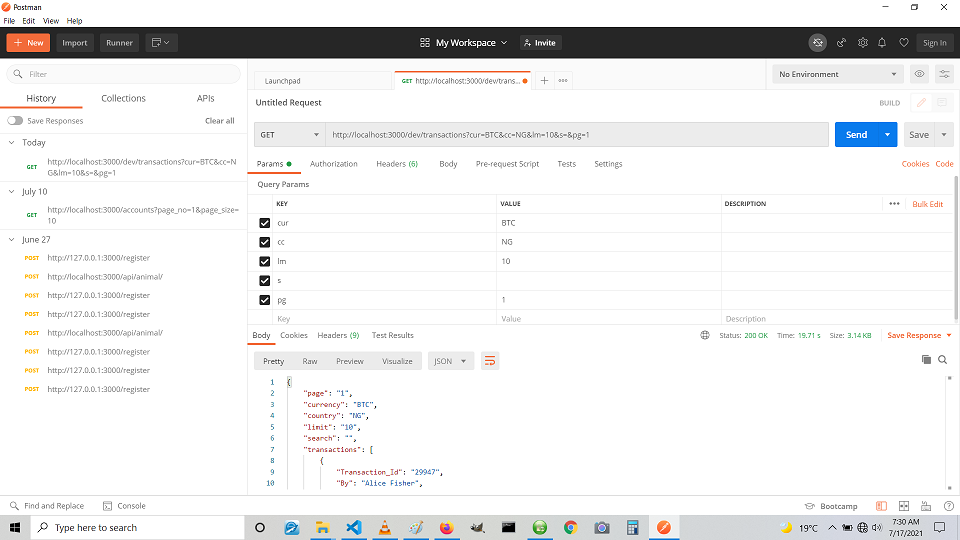 Postman
File Edit View Help
New Import Runner My Workspace Invite Sign In
Filter
History Collections APIs
Save Responses Clear all
Today
GET http://localhost:3000/dev/transactions?cur=BTC&cc=N
G&lm=10&s=&pg=1
July 10
GET http://localhost:3000/accounts?page_no=1&page_size=
10
June 27
POST http://127.0.0.1:3000/register
POST http://localhost:3000/api/animal/
POST http://127.0.0.1:3000/register
POST http://127.0.0.1:3000/register
POST http://localhost:3000/api/animal/
POST http://127.0.0.1:3000/register
POST http://127.0.0.1:3000/register
POST http://127.0.0.1:3000/register
Launchpad GET http://localhost:3000/dev/trans... No Environment
Untitled Request BUILD
GET http://localhost:3000/dev/transactions?cur=BTC&cc=NG&lm=10&s=&pg=1 Send Save
Params Authorization Headers (6) Body Pre-request Script Tests Settings Cookies Code
Query Params
KEY VALUE DESCRIPTION Bulk Edit
cur BTC
cc NG
lm 10
s
pg 1
Key Value Description
Body Cookies Headers (9) Test Results Status: 200 OK Time: 19.71 s Size: 3.14 KB Save Response
Pretty Raw Preview Visualize JSON
1 {
2 "page": "1",
3 "currency": "BTC",
4 "country": "NG",
5 "limit": "10",
6 "search": "",
7 "transactions": [
8 {
9 "Transaction_Id": "29947",
10 "By": "Alice Fisher",
Find and Replace Console Bootcamp
Type here to search 19°C 7:30 AM
7/17/2021